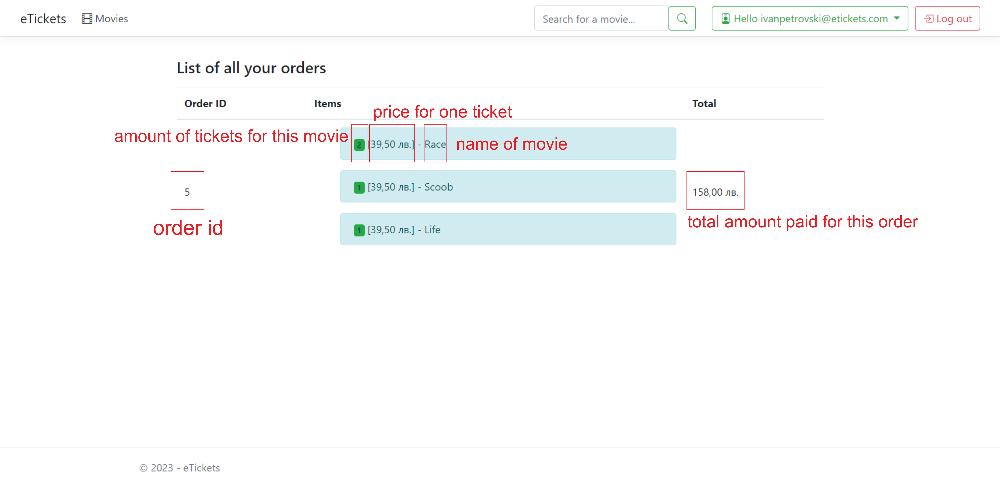 eTickets Movies Search for a movie... Hello ivanpetrovski@etickets.com Log out
List of all your orders
Order ID Items Total
price for one ticket
amount of tickets for this movie 2 [39,50 лв.] - Race name of movie
1 [39,50 лв.] - Scoob
5 158,00 лв.
order id total amount paid for this order
1 [39,50 лв.] - Life
© 2023 - eTickets